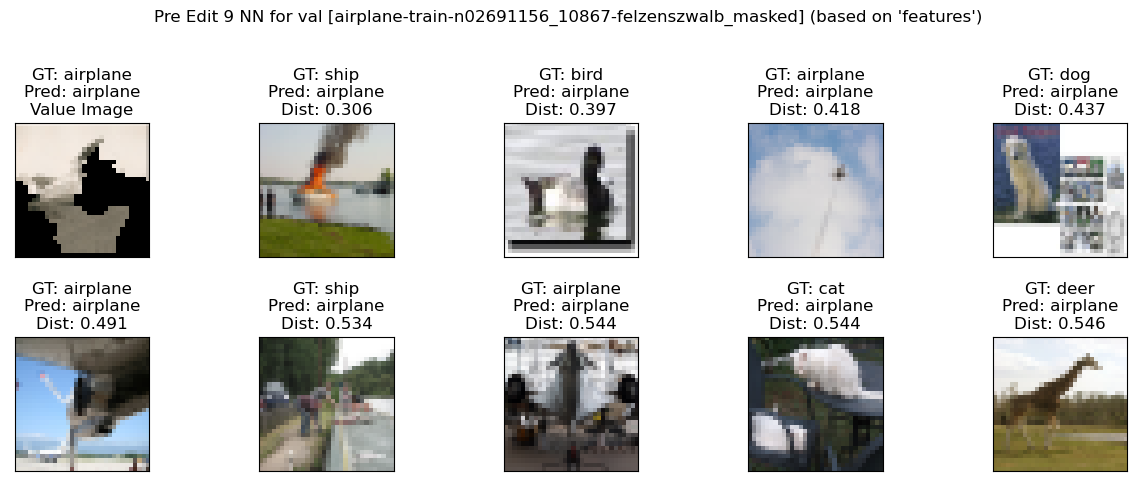 Pre Edit 9 NN for val [airplane-train-n02691156_10867-felzenszwalb_masked] (based on 'features')
GT: airplane
Pred: airplane
Value Image
GT: ship
Pred: airplane
Dist: 0.306
GT: bird
Pred: airplane
Dist: 0.397
GT: airplane
Pred: airplane
Dist: 0.418
GT: dog
Pred: airplane
Dist: 0.437
GT: airplane
Pred: airplane
Dist: 0.491
GT: ship
Pred: airplane
Dist: 0.534
GT: airplane
Pred: airplane
Dist: 0.544
GT: cat
Pred: airplane
Dist: 0.544
GT: deer
Pred: airplane
Dist: 0.546